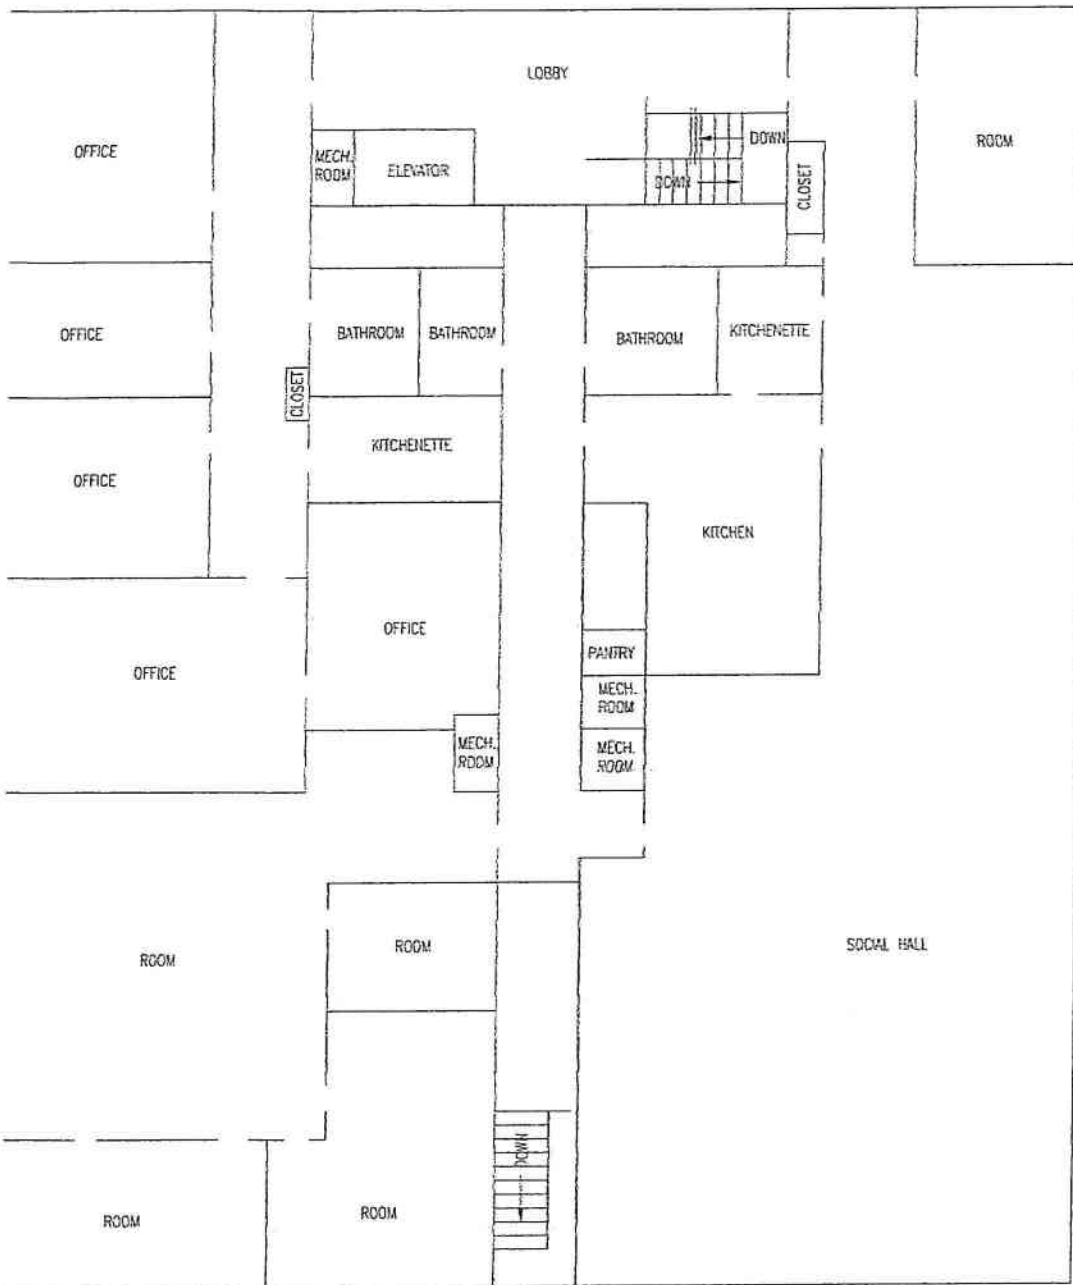 LOBBY
OFFICE
MECH.
ROOM
ELEVATOR
DOWN
DOWN
CLOSET
ROOM
OFFICE
BATHROOM
BATHROOM
BATHROOM
KITCHENETTE
CLOSET
KITCHENETTE
OFFICE
KITCHEN
OFFICE
PANTRY
OFFICE
MECH.
ROOM
MECH.
ROOM
MECH.
ROOM
ROOM
ROOM
SOCIAL HALL
DOWN
ROOM
ROOM